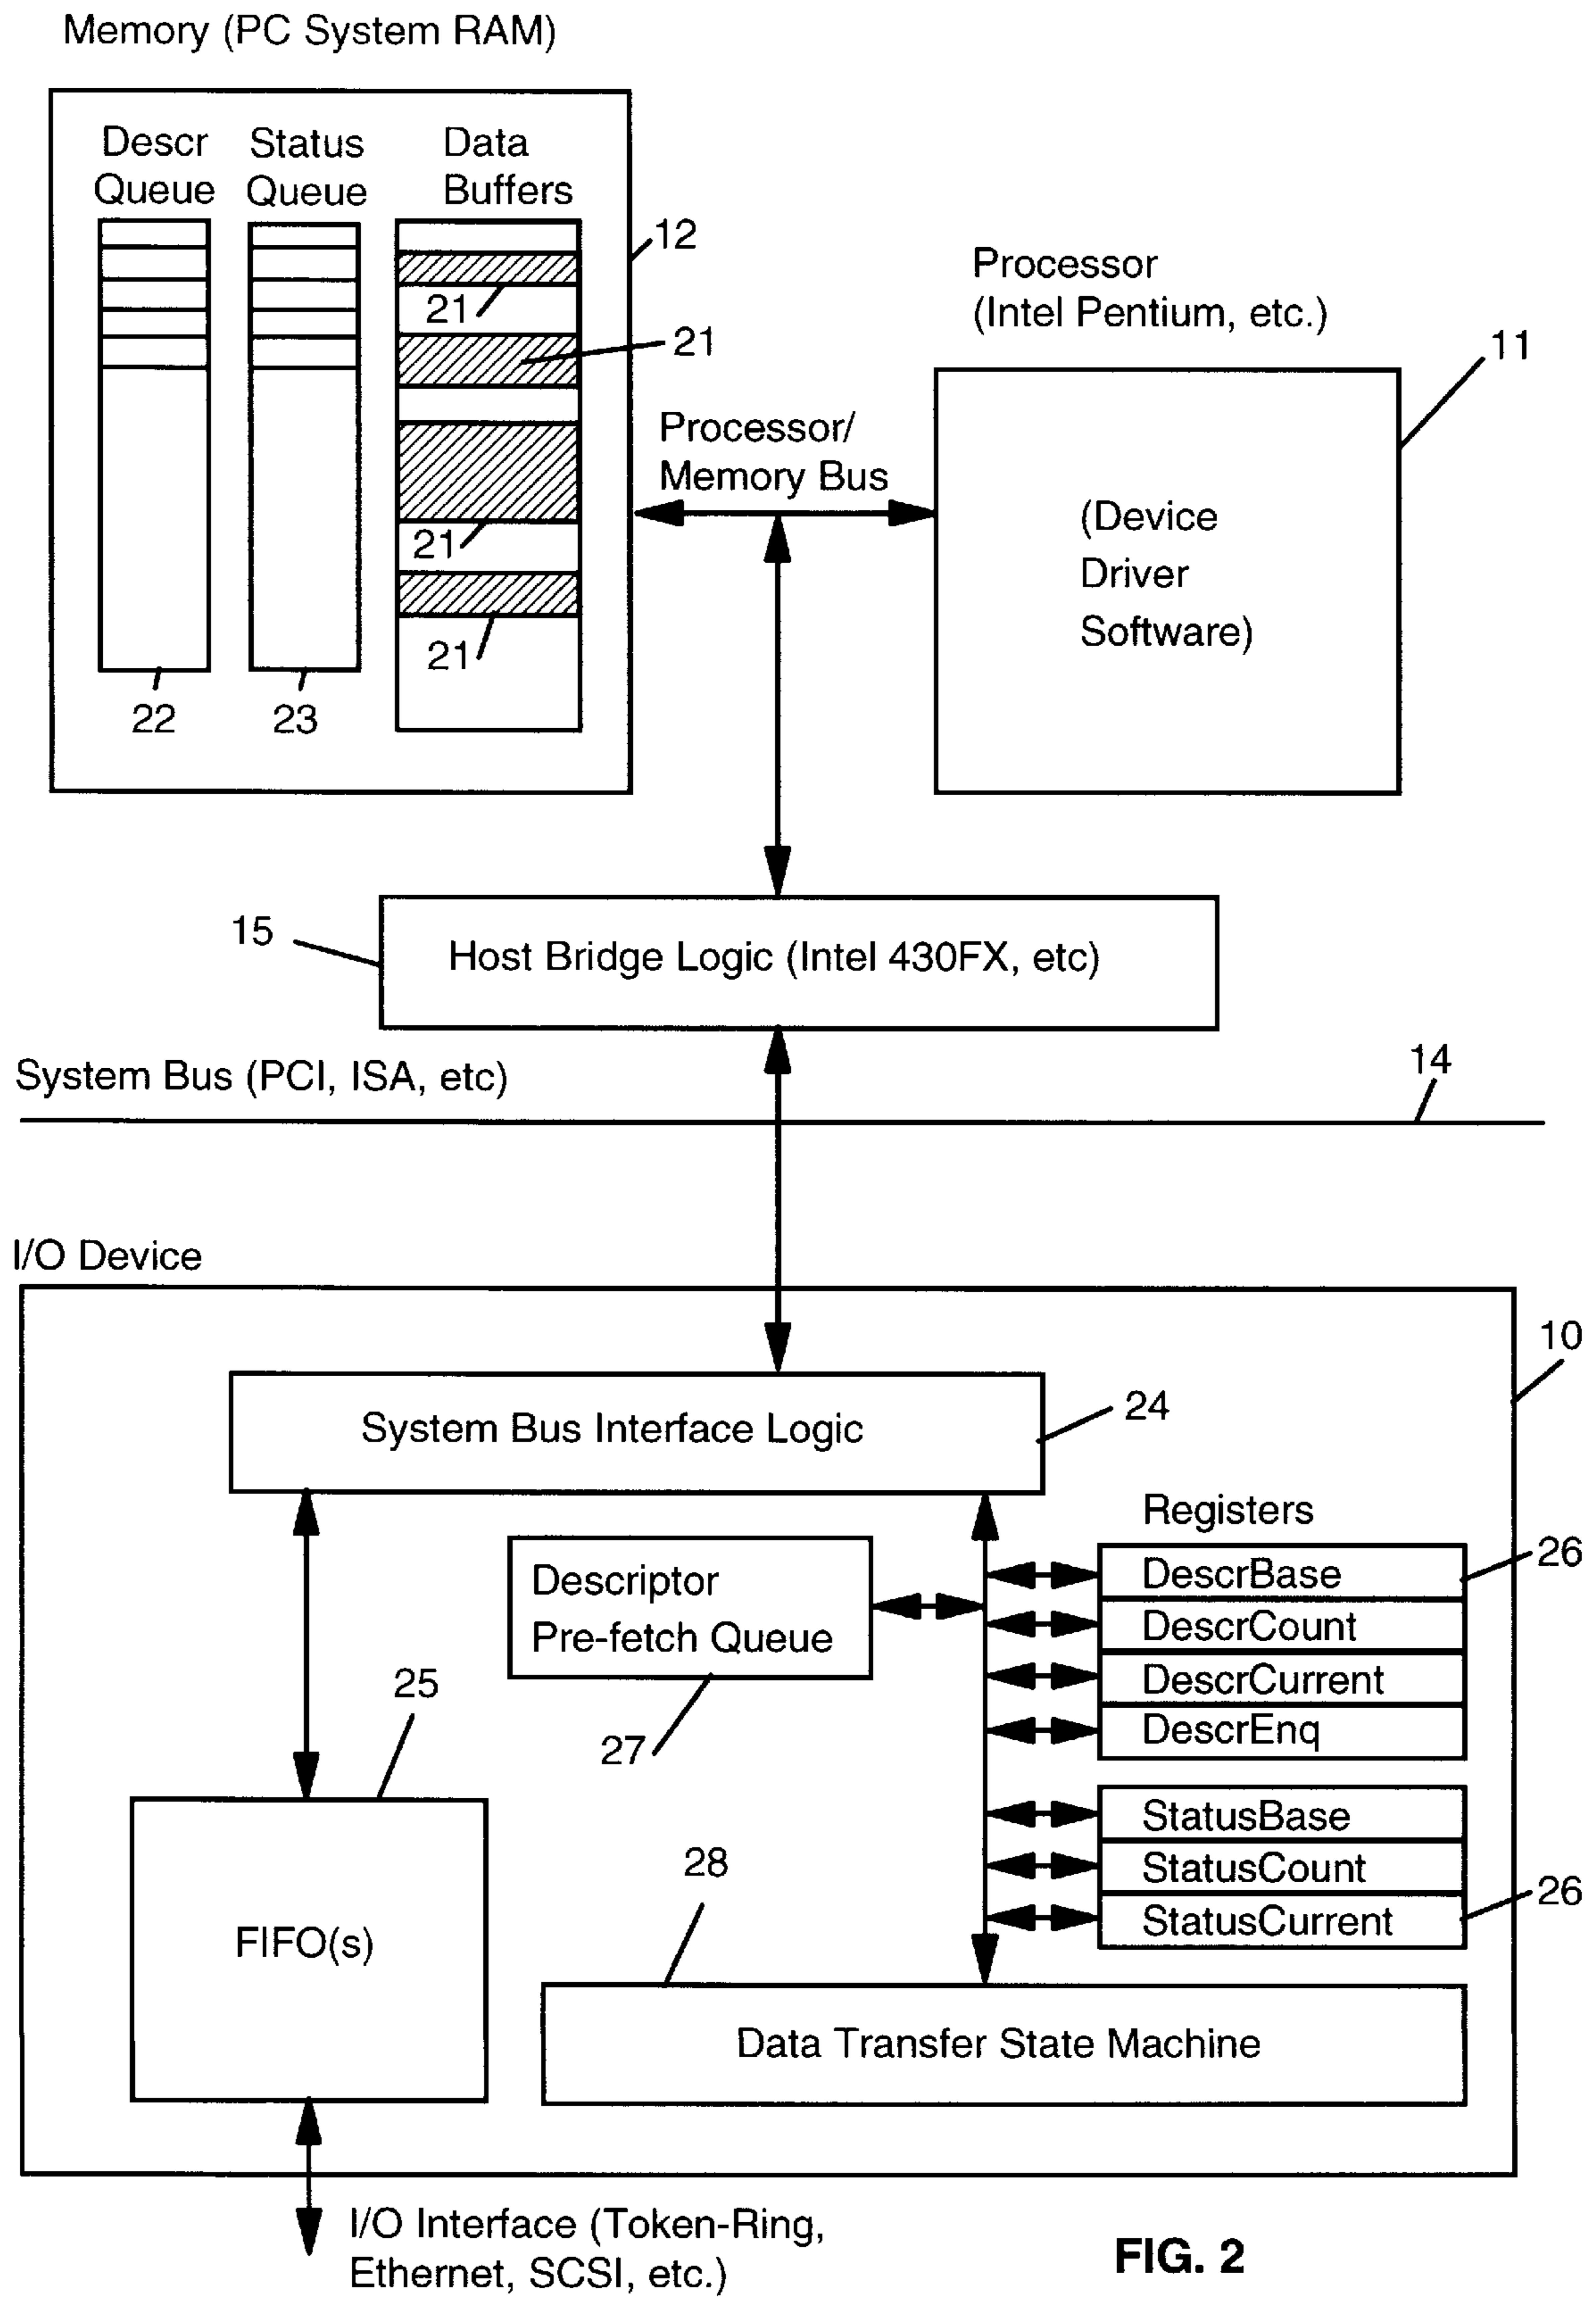 Memory (PC System RAM)
Descr
Queue
Status
Queue
Data
Buffers
12
21
21
21
21
22
23
Processor
(Intel Pentium, etc.)
11
Processor/
Memory Bus
(Device
Driver
Software)
15
Host Bridge Logic (Intel 430FX, etc)
System Bus (PCI, ISA, etc)
14
I/O Device
10
System Bus Interface Logic
24
Registers
Descriptor
Pre-fetch Queue
27
DescrBase
26
DescrCount
DescrCurrent
DescrEnq
25
StatusBase
StatusCount
StatusCurrent
26
28
FIFO(s)
Data Transfer State Machine
I/O Interface (Token-Ring,
Ethernet, SCSI, etc.)
FIG. 2